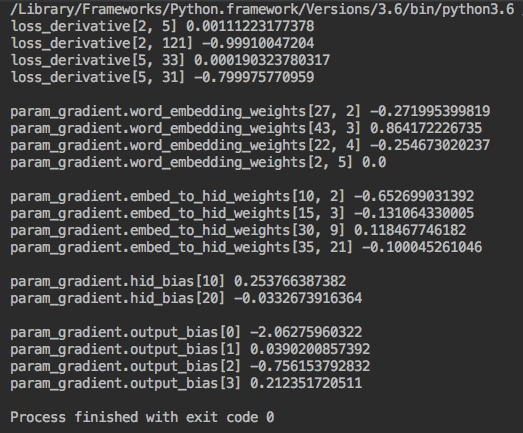 /Library/Frameworks/Python.framework/Versions/3.6/bin/python3.6
loss_derivative[2, 5] 0.00111223177378
loss_derivative[2, 121] -0.99910047204
loss_derivative[5, 33] 0.000190323780317
loss_derivative[5, 31] -0.799975770959
param_gradient.word_embedding_weights[27, 2] -0.271995399819
param_gradient.word_embedding_weights[43, 3] 0.864172226735
param_gradient.word_embedding_weights[22, 4] -0.254673020237
param_gradient.word_embedding_weights[2, 5] 0.0
param_gradient.embed_to_hid_weights[10, 2] -0.652699031392
param_gradient.embed_to_hid_weights[15, 3] -0.131064330005
param_gradient.embed_to_hid_weights[30, 9] 0.118467746182
param_gradient.embed_to_hid_weights[35, 21] -0.100045261046
param_gradient.hid_bias[10] 0.253766387382
param_gradient.hid_bias[20] -0.0332673916364
param_gradient.output_bias[0] -2.06275960322
param_gradient.output_bias[1] 0.0390200857392
param_gradient.output_bias[2] -0.756153792832
param_gradient.output_bias[3] 0.212351720511
Process finished with exit code 0